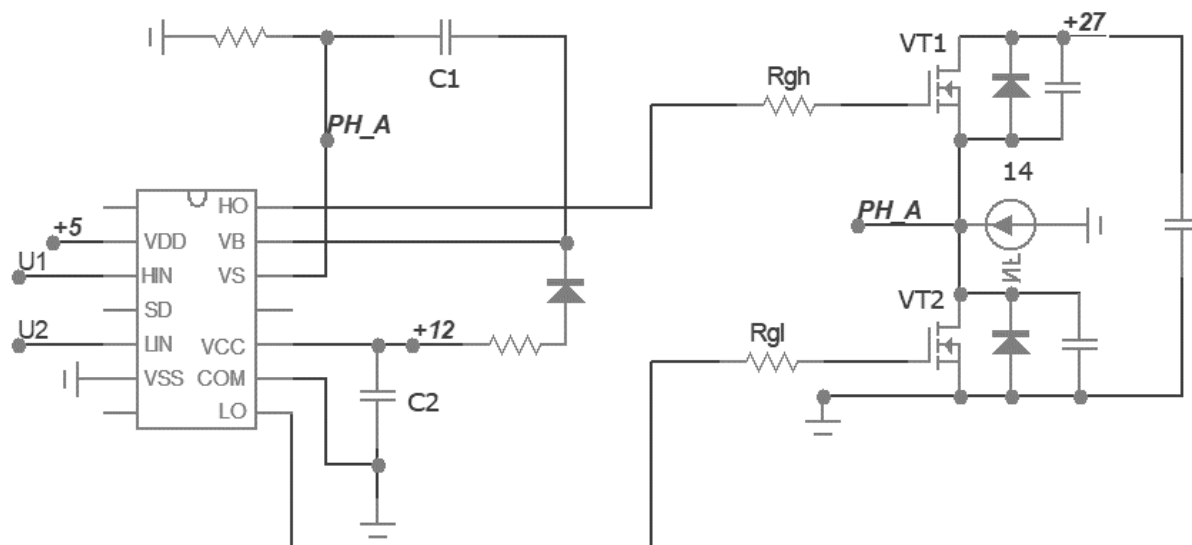 +27
VT1
Rgh
C1
PH_A
14
HO
PH_A
+5
VDD
VB
U1
HIN
VS
ИF
SD
VT2
+12
U2
LIN
VCC
Rgl
VSS
COM
C2
LO